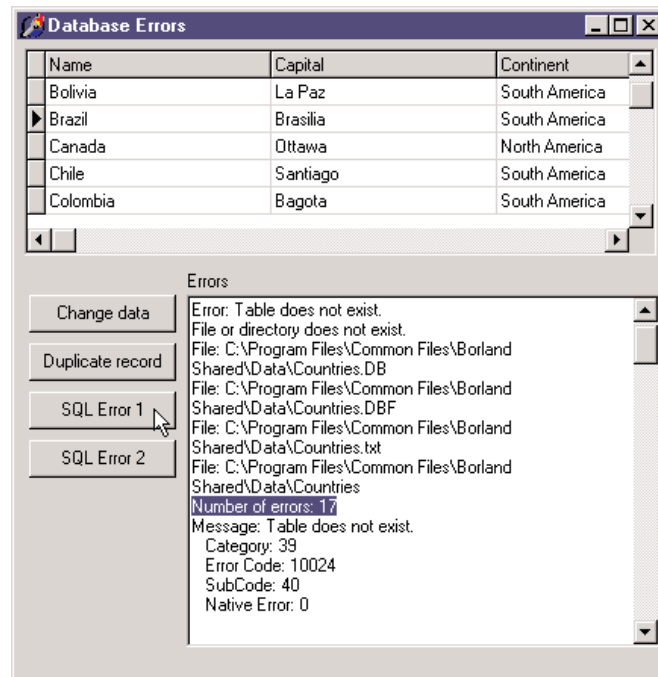 Database Errors
Name Capital Continent
Bolivia La Paz South America
Brazil Brasilia South America
Canada Ottawa North America
Chile Santiago South America
Colombia Bagota South America
Errors
Change data
Duplicate record
SQL Error 1
SQL Error 2
Error: Table does not exist.
File or directory does not exist.
File: C:\Program Files\Common Files\Borland
Shared\Data\Countries.DB
File: C:\Program Files\Common Files\Borland
Shared\Data\Countries.DBF
File: C:\Program Files\Common Files\Borland
Shared\Data\Countries.txt
File: C:\Program Files\Common Files\Borland
Shared\Data\Countries
Number of errors: 17
Message: Table does not exist.
Category: 39
Error Code: 10024
SubCode: 40
Native Error: 0